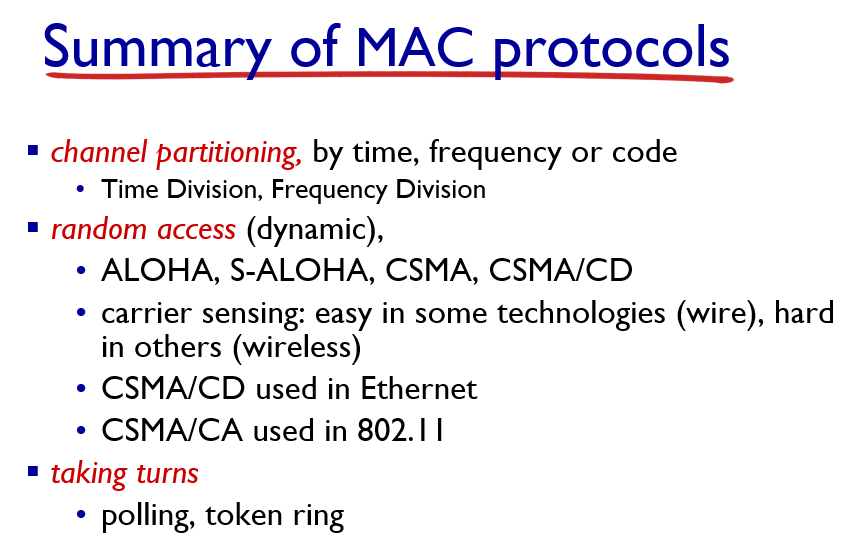 Summary of MAC protocols
▪ channel partitioning, by time, frequency or code
• Time Division, Frequency Division
▪ random access (dynamic),
• ALOHA, S-ALOHA, CSMA, CSMA/CD
• carrier sensing: easy in some technologies (wire), hard
in others (wireless)
• CSMA/CD used in Ethernet
• CSMA/CA used in 802.11
▪ taking turns
• polling, token ring